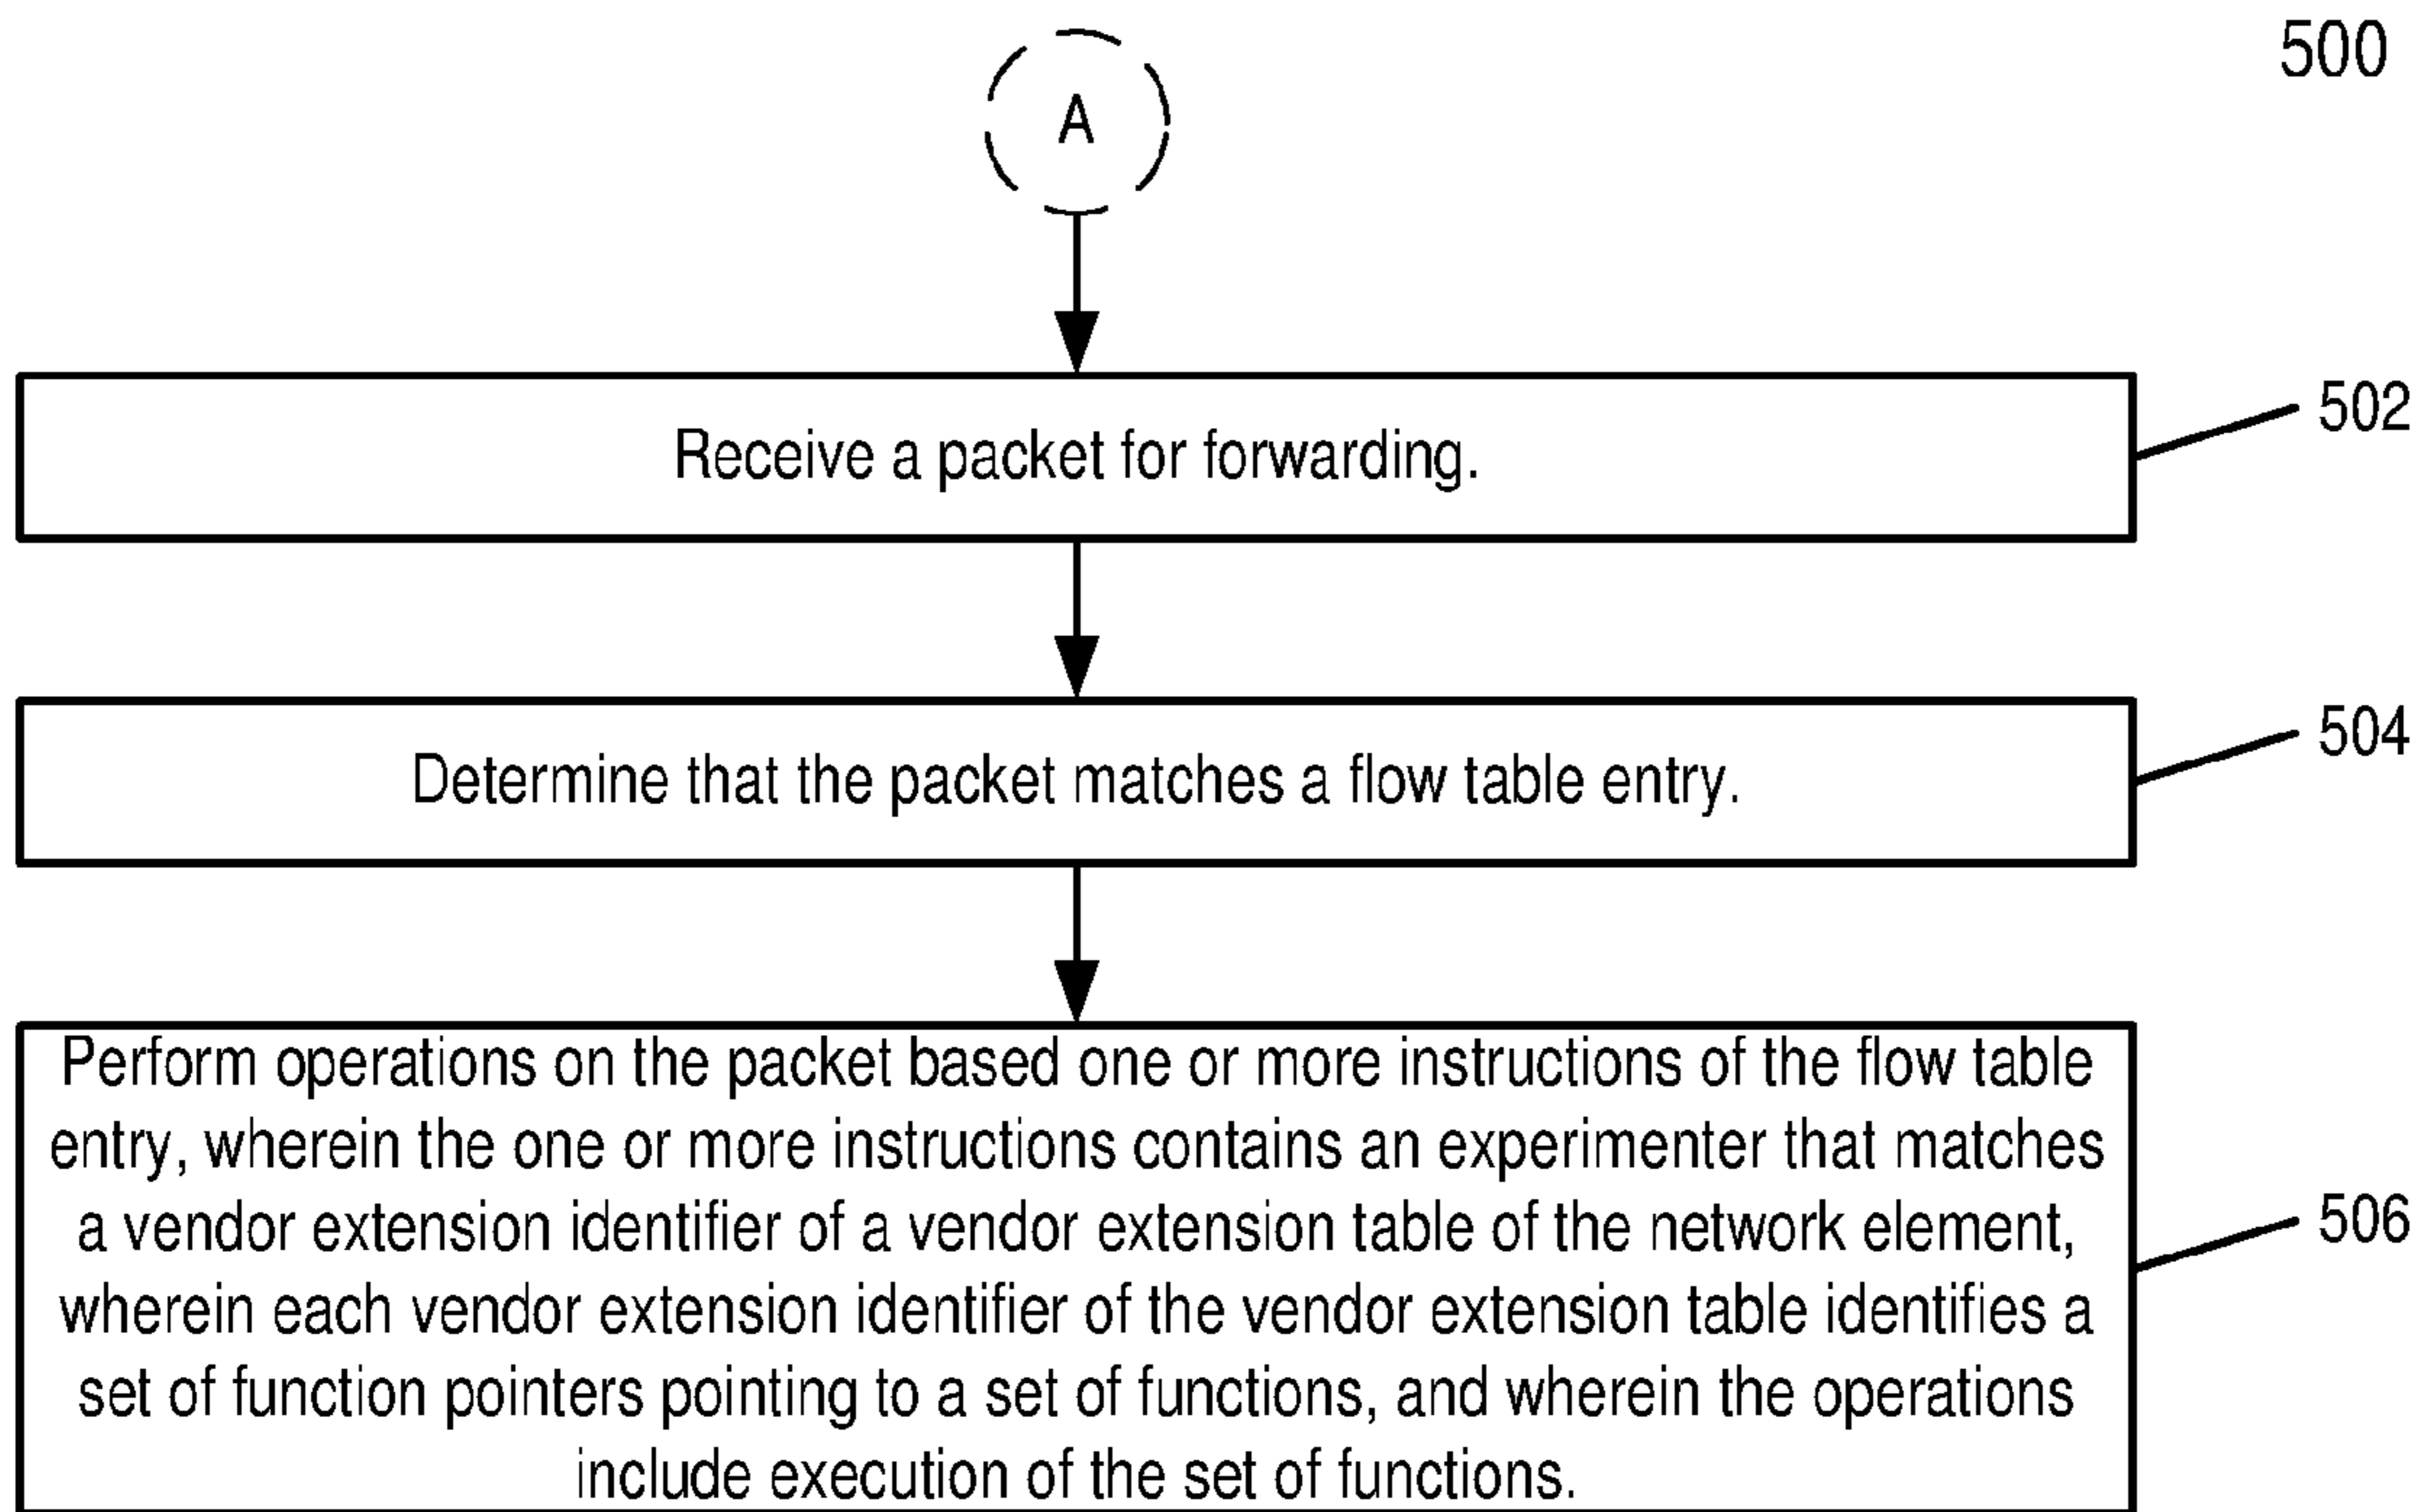 500
A
Receive a packet for forwarding.
502
Determine that the packet matches a flow table entry.
504
Perform operations on the packet based one or more instructions of the flow table
entry, wherein the one or more instructions contains an experimenter that matches
a vendor extension identifier of a vendor extension table of the network element,
wherein each vendor extension identifier of the vendor extension table identifies a
set of function pointers pointing to a set of functions, and wherein the operations
include execution of the set of functions.
506